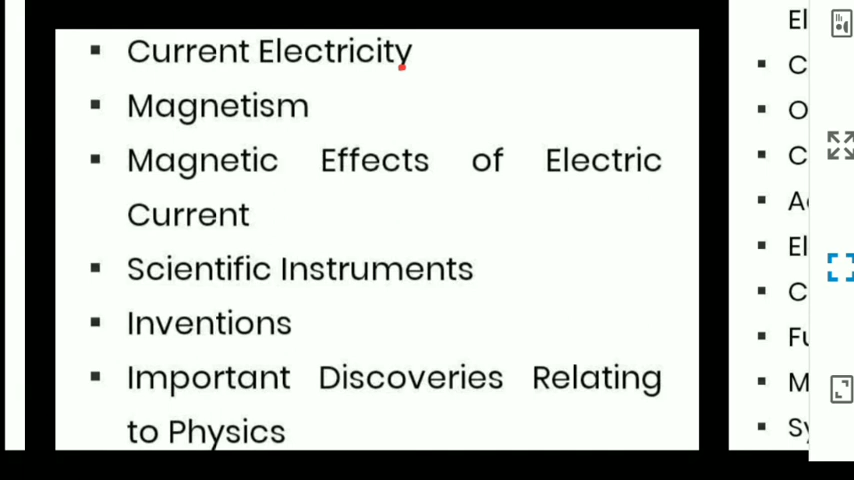 ▪ Current Electricity
▪ Magnetism
▪ Magnetic Effects of Electric
Current
▪ Scientific Instruments
▪ Inventions
▪ Important Discoveries Relating
to Physics